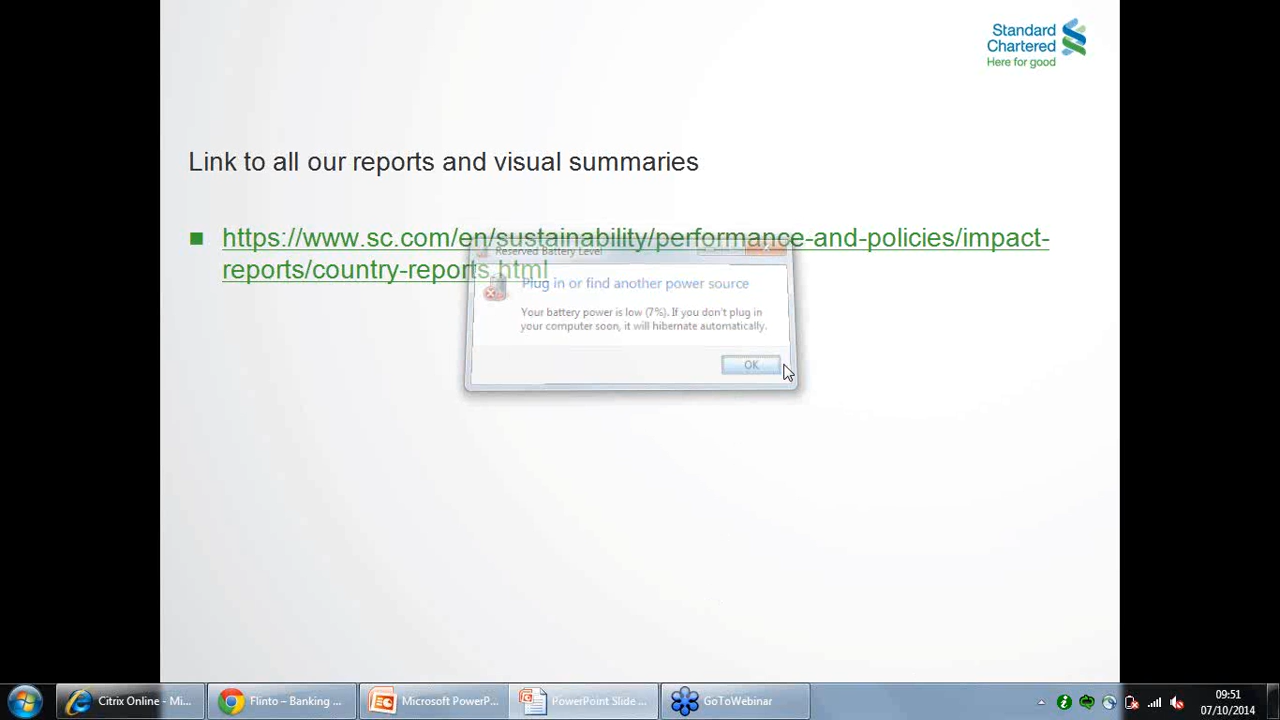 Standard
Chartered
Here for good
Link to all our reports and visual summaries
https://www.sc.com/en/sustainability/performance-and-policies/impact-
reports/country-reports.html
Reserved Battery Level
Plug in or find another power source
Your battery power is low (7%). If you don't plug in
your computer soon, it will hibernate automatically.
OK
Citrix Online - Mi...
Flinto – Banking ...
Microsoft PowerP...
PowerPoint Slide ...
GoToWebinar
09:51
07/10/2014